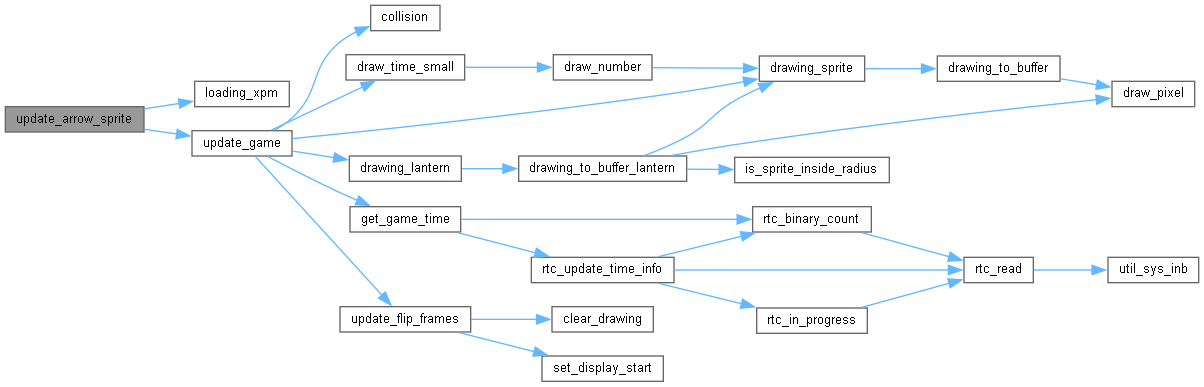 collision
draw_time_small
draw_number
drawing_sprite
drawing_to_buffer
loading_xpm
draw_pixel
update_arrow_sprite
update_game
drawing_lantern
drawing_to_buffer_lantern
is_sprite_inside_radius
get_game_time
rtc_binary_count
rtc_update_time_info
rtc_read
util_sys_inb
update_flip_frames
clear_drawing
rtc_in_progress
set_display_start